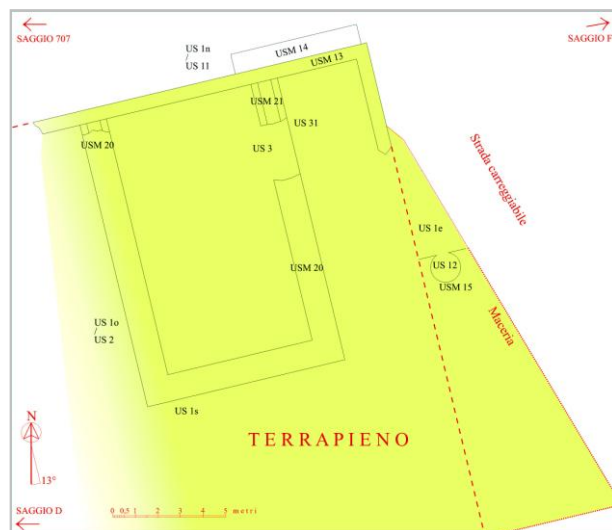 SAGGIO 707
US 1n
/
US 11
USM 14
USM 13
SAGGIO F
USM 21
USM 20
US 31
US 3
Strada carreggiabile
US 1e
US 12
USM 15
USM 20
Maceria
US 1o
/
US 2
US 1s
TERRAPIENO
N
13°
0 0,5 1 2 3 4 5 metri
SAGGIO D